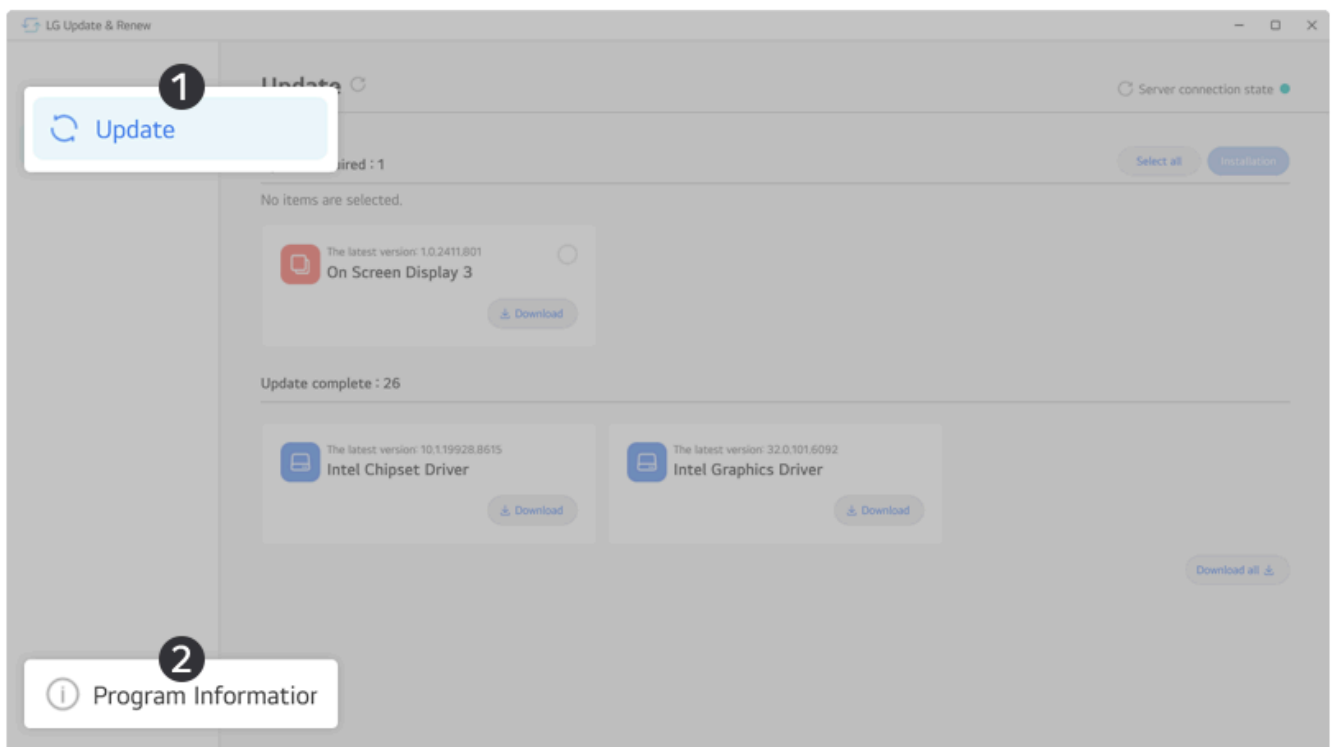 LG Update & Renew
1
Update
Server connection state
Update
ired : 1
Select all
Installation
No items are selected.
The latest version: 1.0.2411.801
On Screen Display 3
Download
Update complete : 26
The latest version: 10.1.19928.8615
Intel Chipset Driver
Download
The latest version: 32.0.101.6092
Intel Graphics Driver
Download
Download all
2
Program Informatior